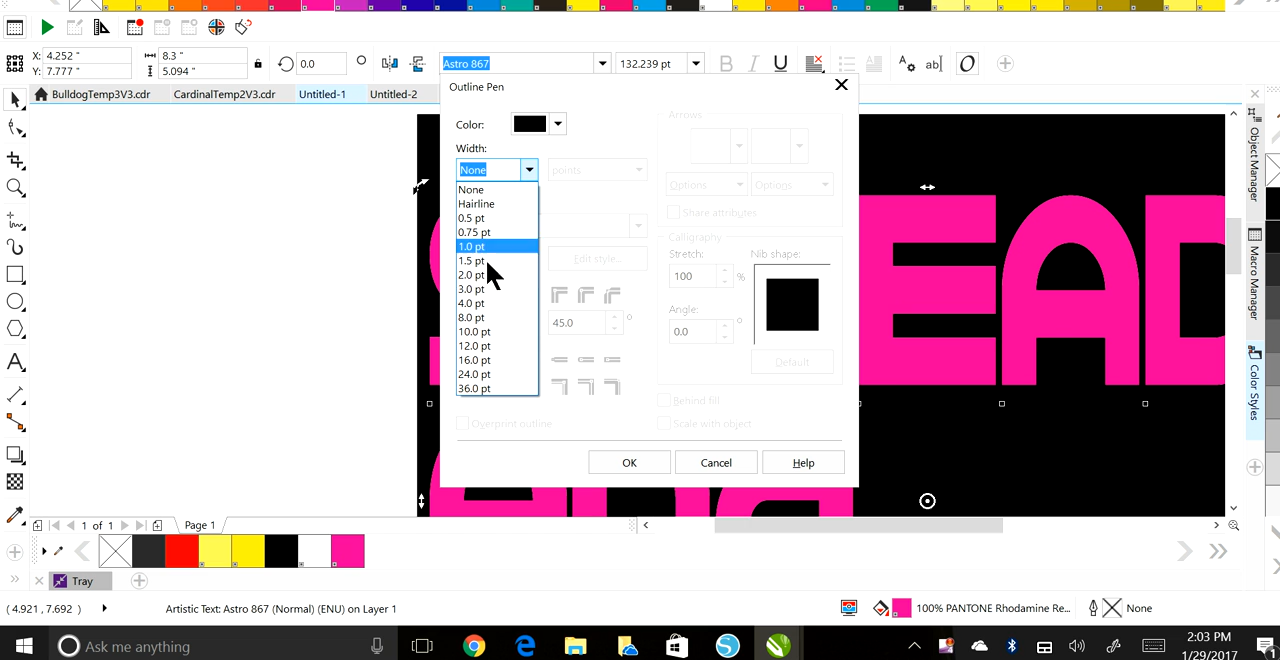 X: 4.252 "
Y: 7.777 "
8.3 "
5.094 "
0.0
Astro 867
132.239 pt
B I U
ab
BulldogTemp3V3.cdr
CardinalTemp2V3.cdr
Untitled-1
Untitled-2
Outline Pen
Color:
Width:
None
points
None
Hairline
0.5 pt
0.75 pt
1.0 pt
1.5 pt
2.0 pt
3.0 pt
4.0 pt
8.0 pt
10.0 pt
12.0 pt
16.0 pt
24.0 pt
36.0 pt
Edit style...
45.0
°
Overprint outline
Arrows
Options
Options
Share attributes
Calligraphy
Stretch:
100
%
Nib shape:
Angle:
0.0
°
Default
Behind fill
Scale with object
OK
Cancel
Help
EAD
Object Manager
Macro Manager
Color Styles
1 of 1
Page 1
Tray
( 4.921 , 7.692 )
Artistic Text: Astro 867 (Normal) (ENU) on Layer 1
100% PANTONE Rhodamine Re...
None
Ask me anything
2:03 PM
1/29/2017
1